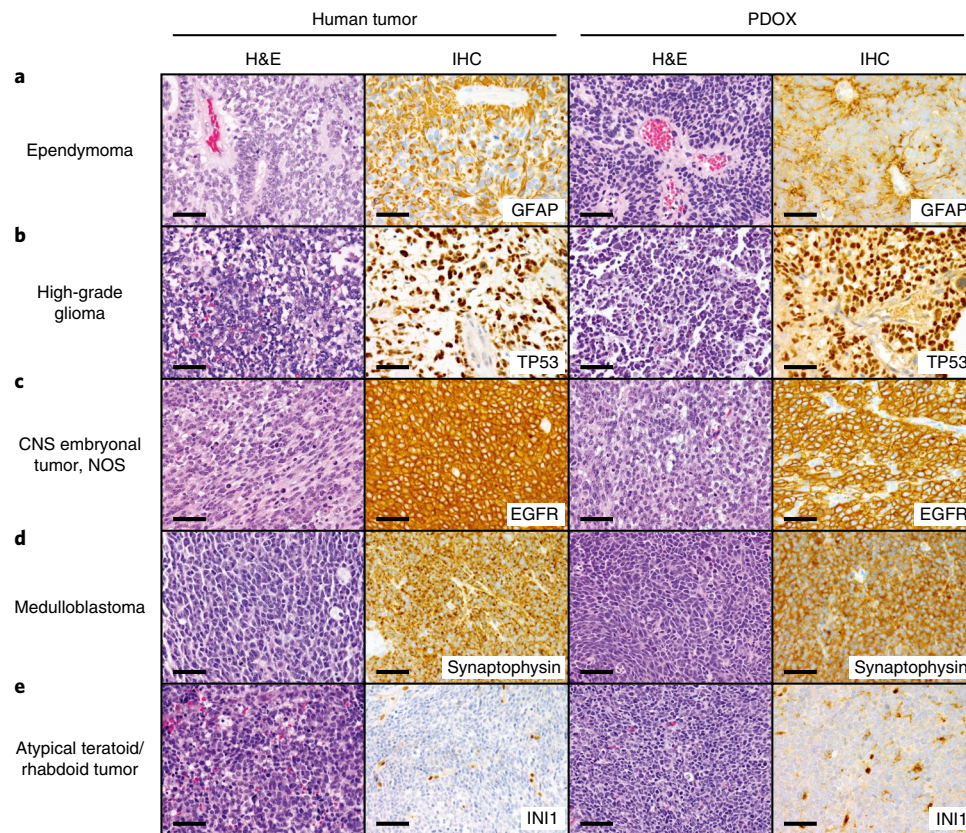 Human tumor PDOX
H&E IHC H&E IHC
a
Ependymoma
GFAP GFAP
b
High-grade
glioma
TP53 TP53
c
CNS embryonal
tumor, NOS
EGFR EGFR
d
Medulloblastoma
Synaptophysin Synaptophysin
e
Atypical teratoid/
rhabdoid tumor
INI1 INI1